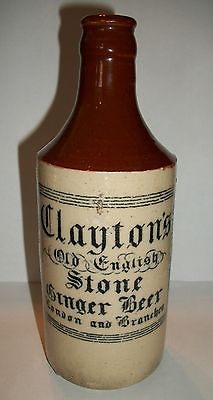 Clayton's
Old English
Stone
Ginger Beer
London and Branches